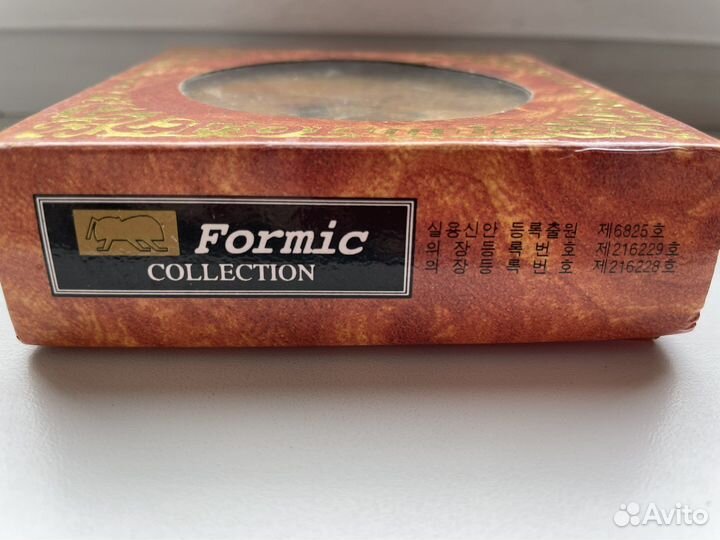 Formic
COLLECTION
실용신안 등록출원 제6825호
의장등록번호 제216229호
의장등록번호 제216228호
Avito